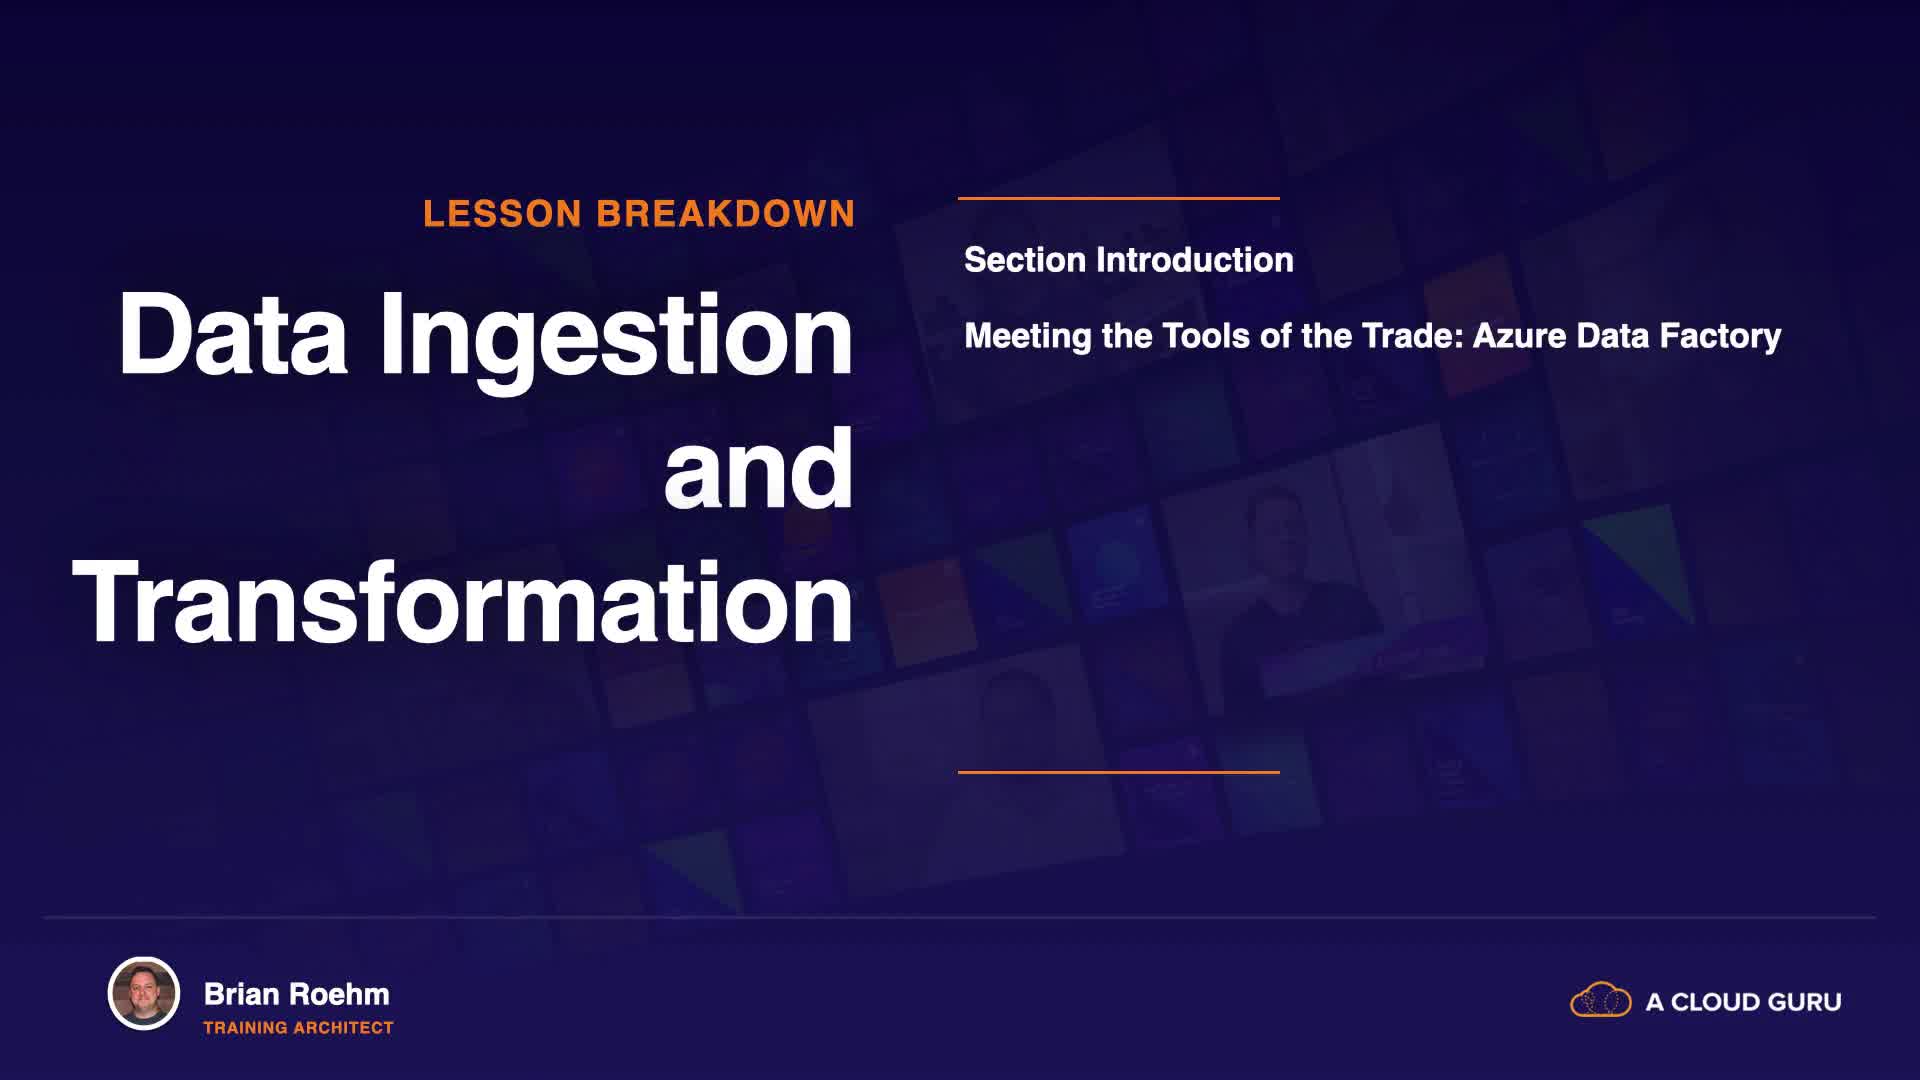 LESSON BREAKDOWN
Data Ingestion
and
Transformation
Section Introduction
Meeting the Tools of the Trade: Azure Data Factory
Brian Roehm
TRAINING ARCHITECT
A CLOUD GURU